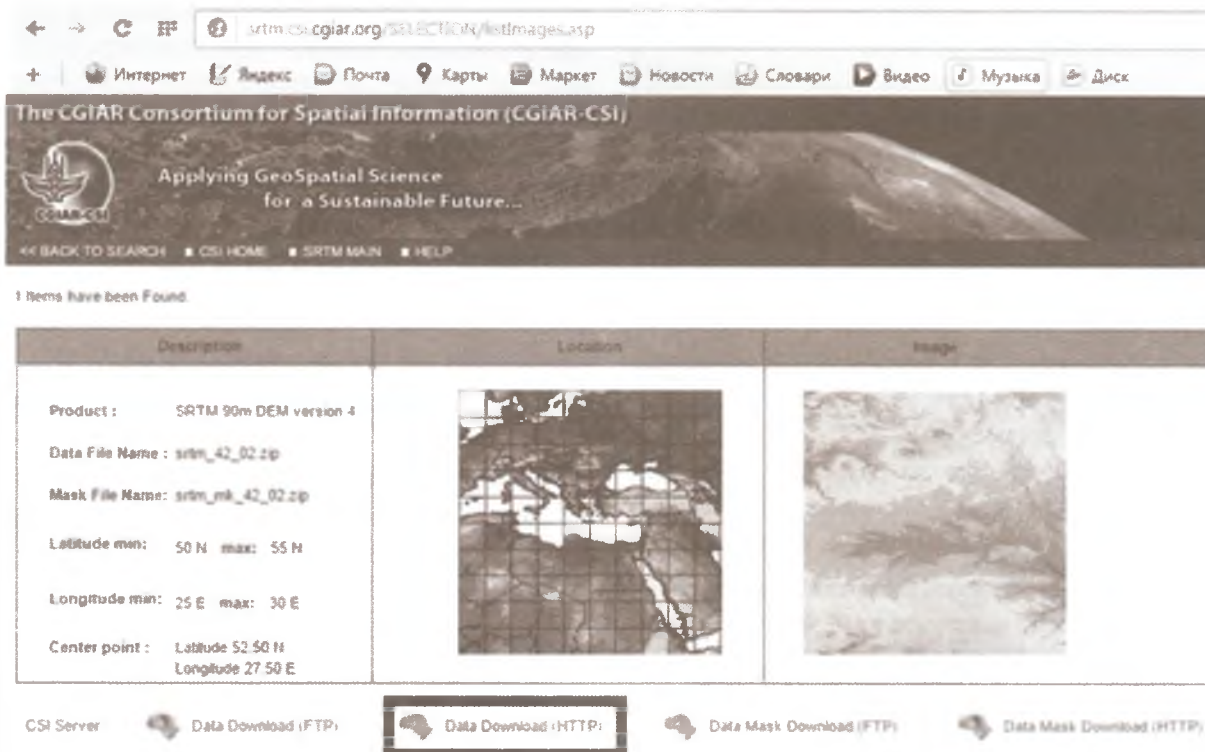 srtm.csi.cgiar.org/SELECTION/listImages.asp
+ Интернет Яндекс Почта Карты Маркет Новости Словари Видео Музыка Диск
The CGIAR Consortium for Spatial Information (CGIAR-CSI)
Applying GeoSpatial Science
for a Sustainable Future...
CGIAR-CSI
<< BACK TO SEARCH CSI HOME SRTM MAIN HELP
1 Items have been Found.
Description Location Image
Product : SRTM 90m DEM version 4
Data File Name : srtm_42_02.zip
Mask File Name: srtm_mk_42_02.zip
Latitude min: 50 N max: 55 N
Longitude min: 25 E max: 30 E
Center point : Latitude 52.50 N
Longitude 27.50 E
CSI Server Data Download (FTP) Data Download (HTTP) Data Mask Download (FTP) Data Mask Download (HTTP)